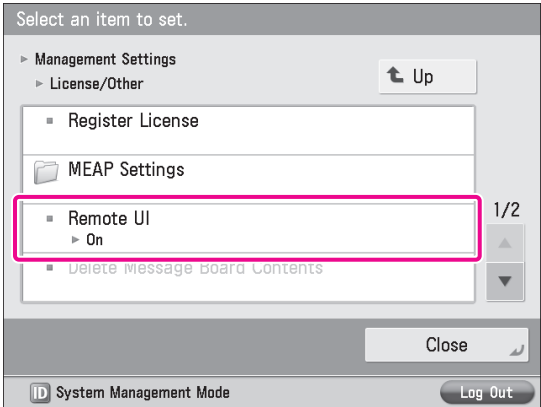 Select an item to set.
Management Settings
License/Other
Up
Register License
MEAP Settings
Remote UI
On
1/2
Delete Message Board Contents
Close
ID System Management Mode
Log Out